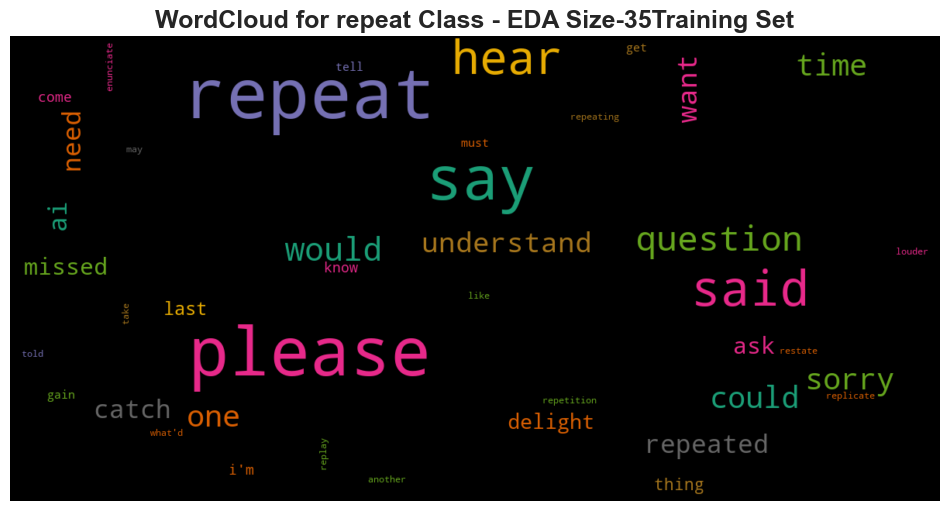 WordCloud for repeat Class - EDA Size-35Training Set
enunciate
tell
hear
get
want
time
come
repeat
repeating
need
may
must
say
ai
would
understand
question
louder
missed
know
said
take
last
like
told
please
ask
restate
sorry
gain
catch
one
repetition
could
replicate
what'd
delight
repeated
i'm
replay
another
thing